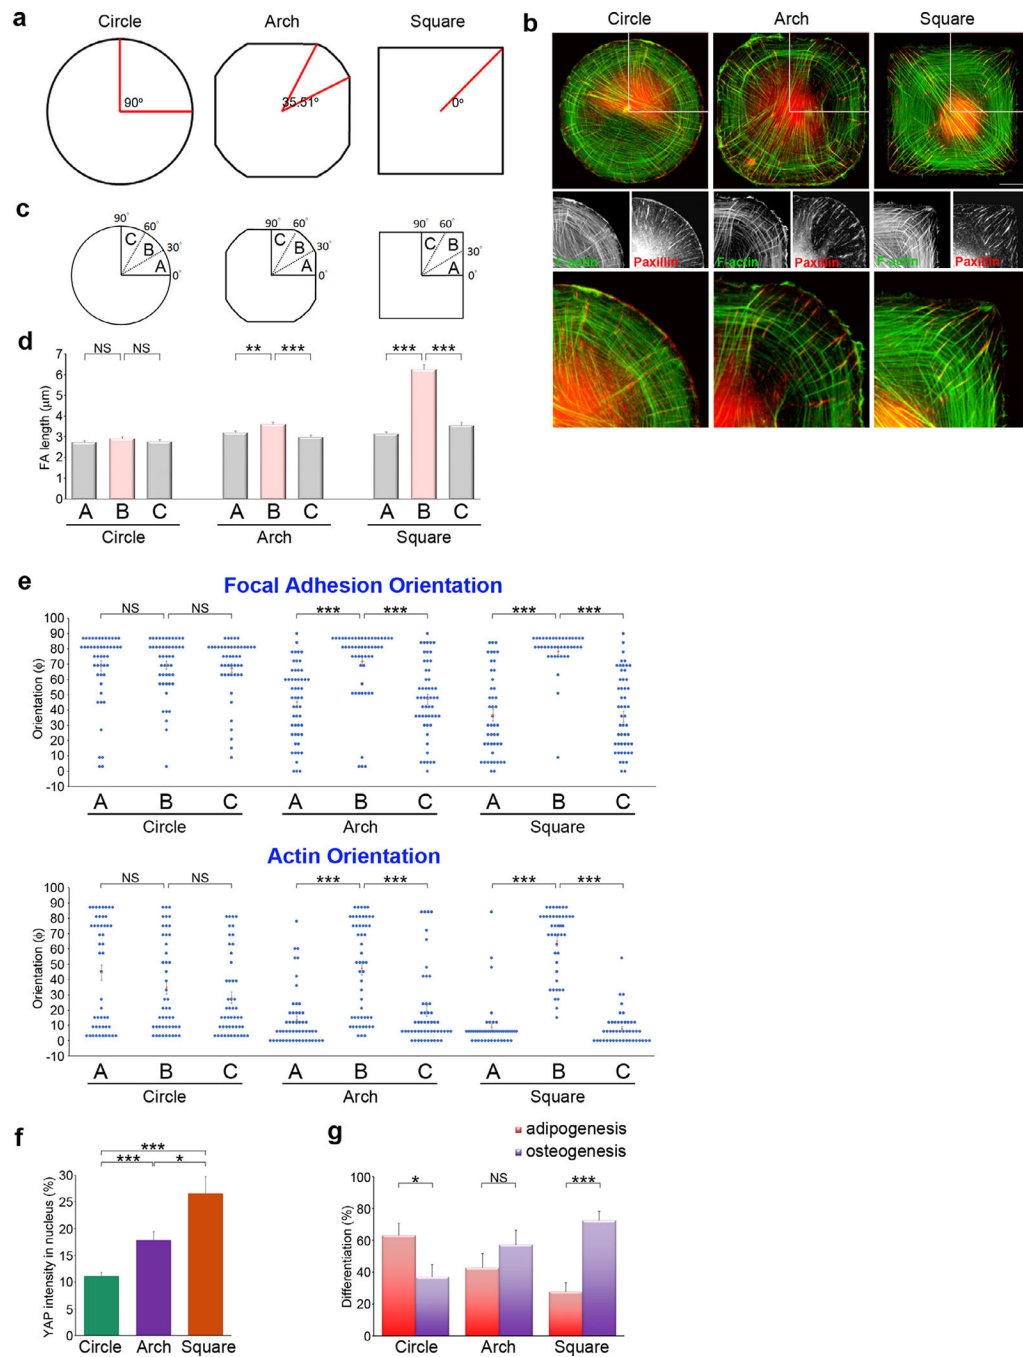 a
Circle Arch Square
90º 35.51º 0º
b
Circle Arch Square
F-actin Paxillin F-actin Paxillin F-actin Paxillin
c
90° 60° 30° 0° C B A
90° 60° 30° 0° C B A
90° 60° 30° 0° C B A
d
NS NS ** *** *** ***
FA length (µm)
7
6
5
4
3
2
1
0
A B C A B C A B C
Circle Arch Square
e
Focal Adhesion Orientation
NS NS *** *** *** ***
Orientation (ϕ)
100
90
80
70
60
50
40
30
20
10
0
-10
A B C A B C A B C
Circle Arch Square
Actin Orientation
NS NS *** *** *** ***
Orientation (ϕ)
100
90
80
70
60
50
40
30
20
10
0
-10
A B C A B C A B C
Circle Arch Square
f
***
*** *
YAP intensity in nucleus (%)
30
25
20
15
10
5
0
Circle Arch Square
g
adipogenesis
osteogenesis
* NS ***
Differentiation (%)
100
80
60
40
20
0
Circle Arch Square